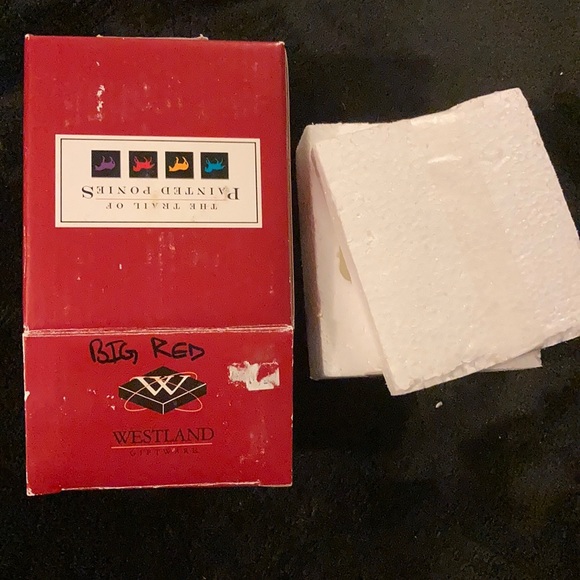 THE TRAIL OF
PAINTED PONIES
BIG RED
W
WESTLAND
GIFTWARE